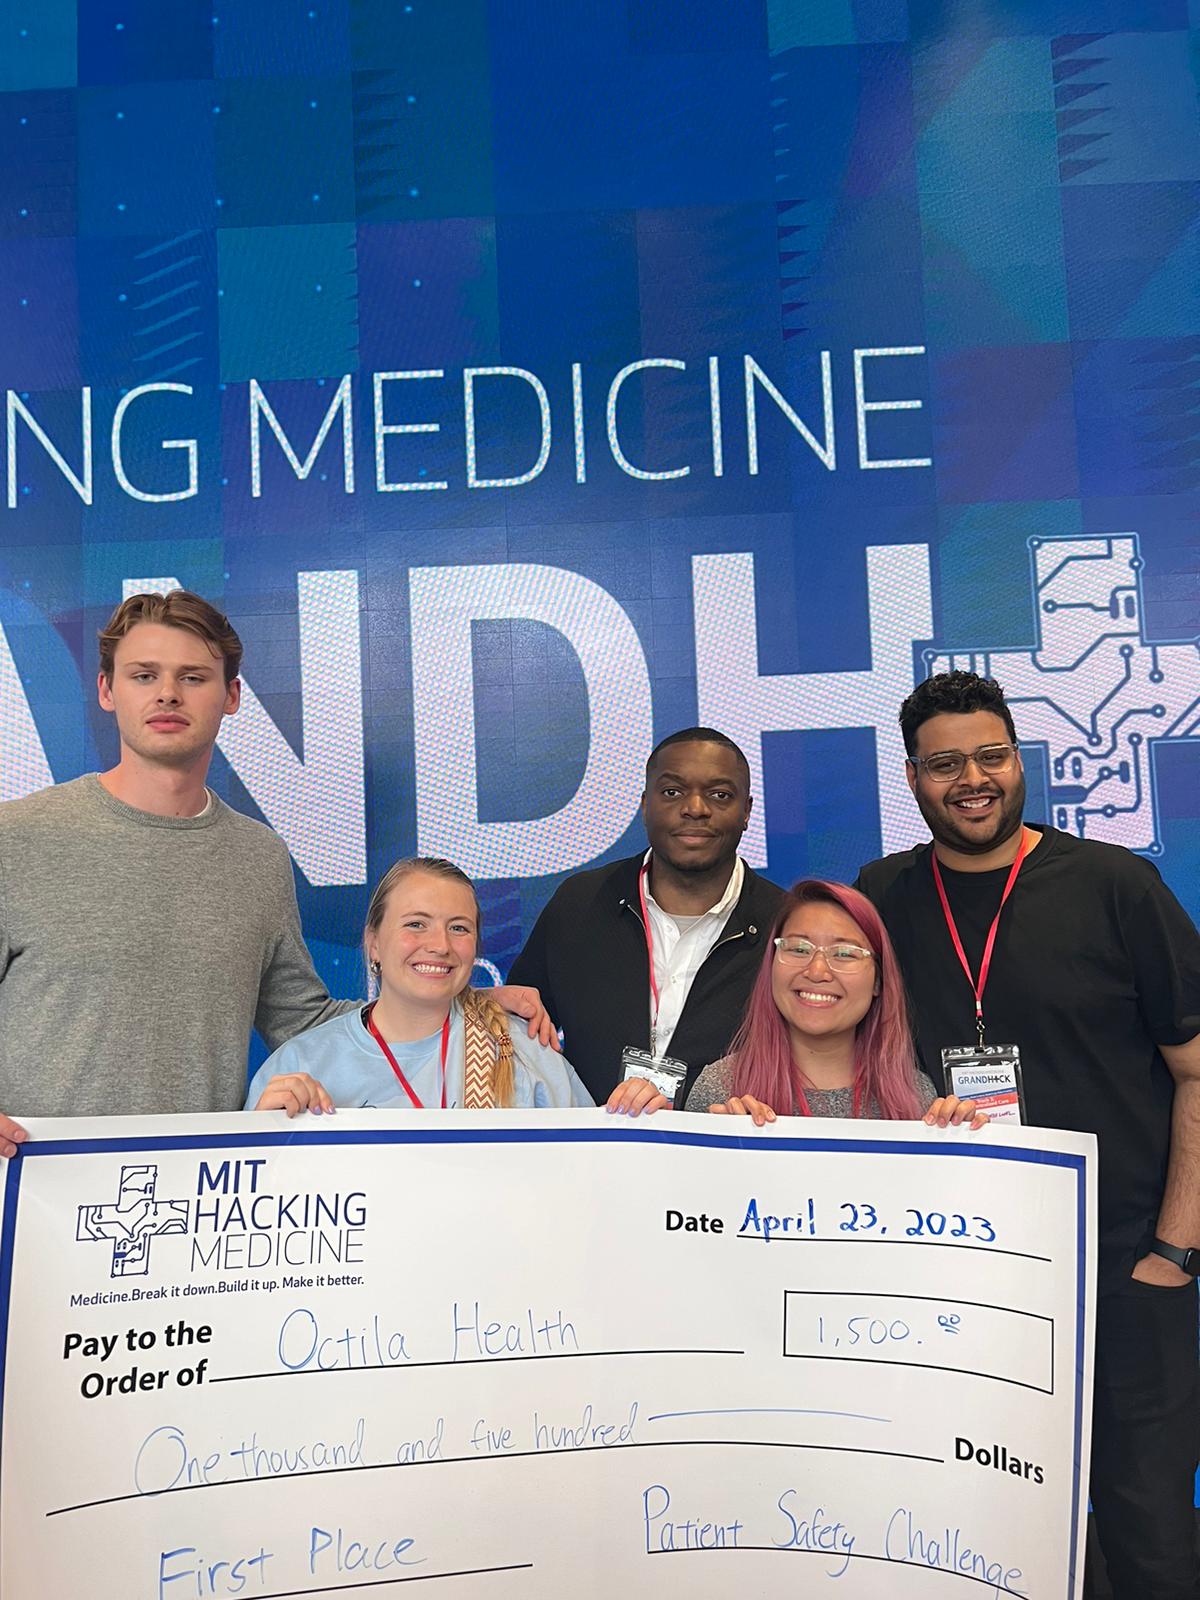 NG MEDICINE
ANDH
GRANDHACK
MIT
HACKING
MEDICINE
Medicine.Break it down.Build it up. Make it better.
Date April 23, 2023
Pay to the
Order of Octila Health
1,500.00
One thousand and five hundred
Dollars
First Place
Patient Safety Challenge